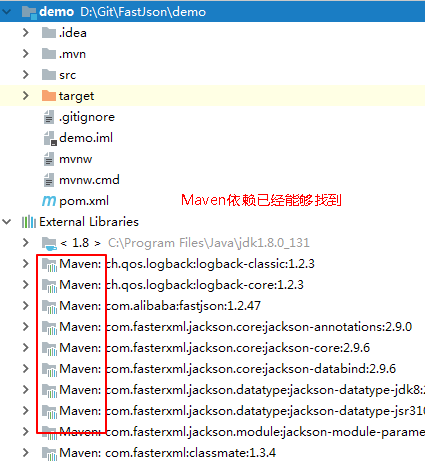 demo D:\Git\FastJson\demo
.idea
.mvn
src
target
.gitignore
demo.iml
mvnw
mvnw.cmd
pom.xml
Maven依赖已经能够找到
External Libraries
< 1.8 > C:\Program Files\Java\jdk1.8.0_131
Maven: ch.qos.logback:logback-classic:1.2.3
Maven: ch.qos.logback:logback-core:1.2.3
Maven: com.alibaba:fastjson:1.2.47
Maven: com.fasterxml.jackson.core:jackson-annotations:2.9.0
Maven: com.fasterxml.jackson.core:jackson-core:2.9.6
Maven: com.fasterxml.jackson.core:jackson-databind:2.9.6
Maven: com.fasterxml.jackson.datatype:jackson-datatype-jdk8:2
Maven: com.fasterxml.jackson.datatype:jackson-datatype-jsr310
Maven: com.fasterxml.jackson.module:jackson-module-parame
Maven: com.fasterxml:classmate:1.3.4